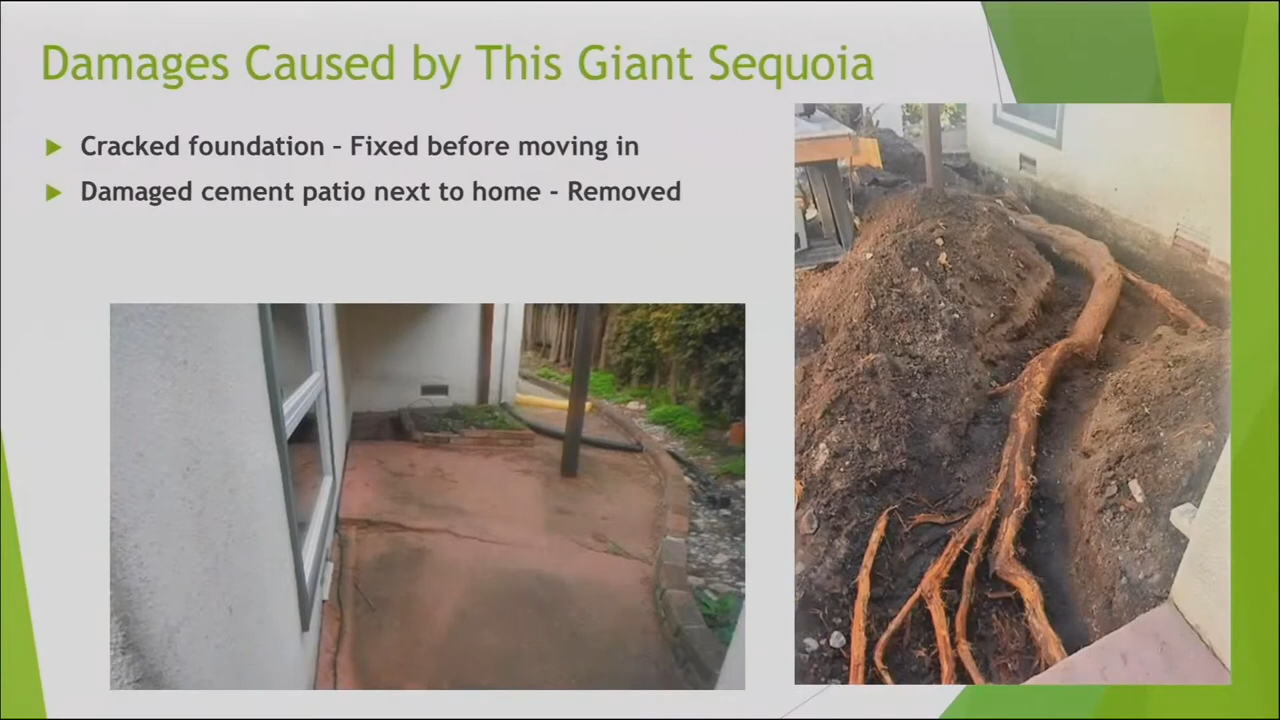 Damages Caused by This Giant Sequoia
Cracked foundation – Fixed before moving in
Damaged cement patio next to home - Removed